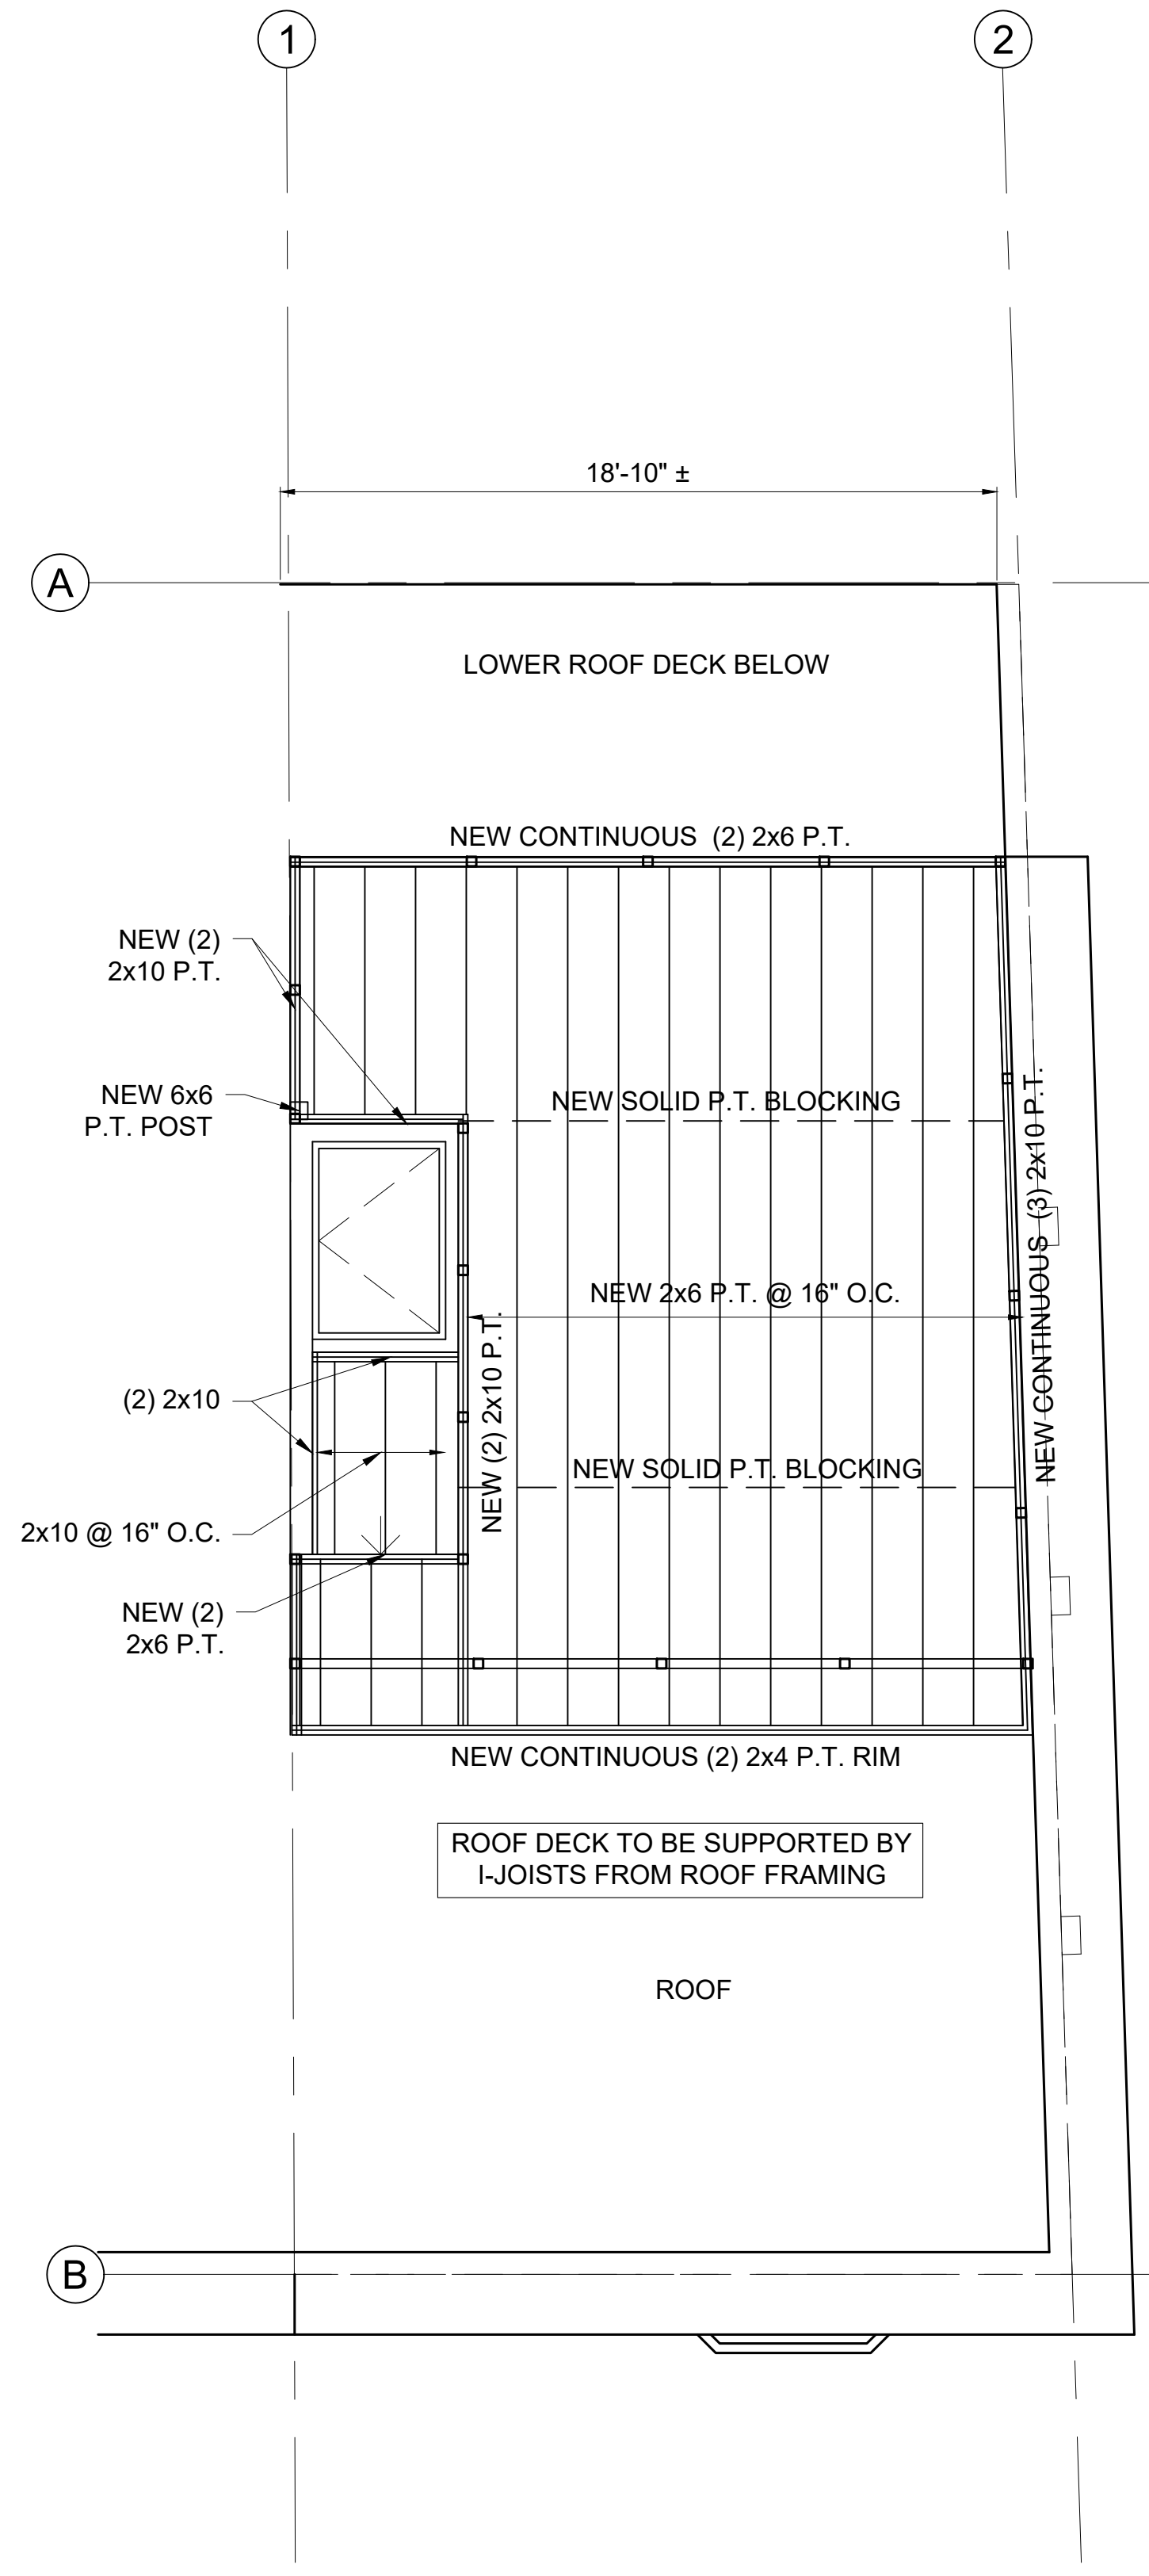 1
2
18'-10" ±
A
LOWER ROOF DECK BELOW
NEW CONTINUOUS (2) 2x6 P.T.
NEW (2)
2x10 P.T.
NEW 6x6
P.T. POST
NEW SOLID P.T. BLOCKING
NEW CONTINUOUS (3) 2x10 P.T.
NEW 2x6 P.T. @ 16" O.C.
NEW (2) 2x10 P.T.
(2) 2x10
NEW SOLID P.T. BLOCKING
2x10 @ 16" O.C.
NEW (2)
2x6 P.T.
NEW CONTINUOUS (2) 2x4 P.T. RIM
ROOF DECK TO BE SUPPORTED BY
I-JOISTS FROM ROOF FRAMING
ROOF
B